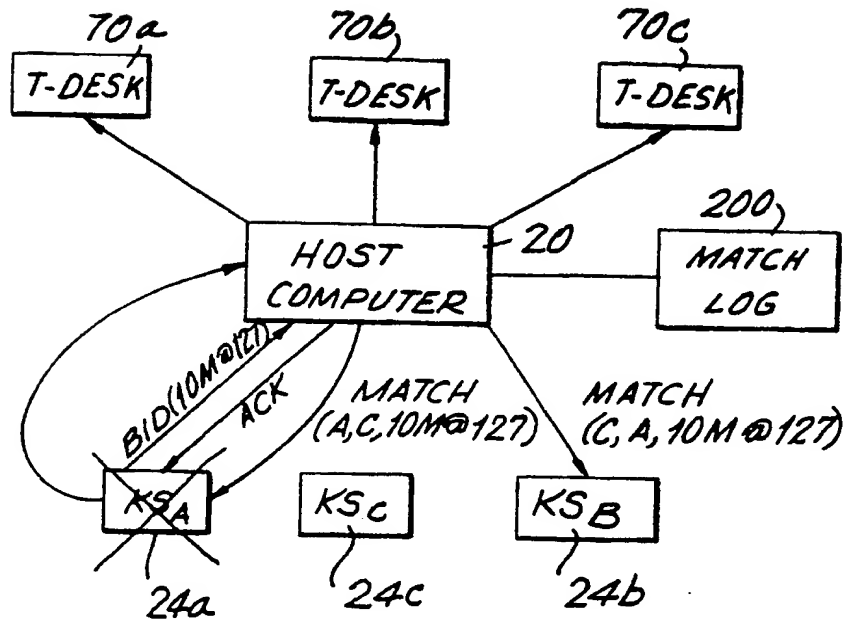 70a
70b
70c
T-DESK
T-DESK
T-DESK
200
20
HOST
COMPUTER
MATCH
LOG
BID(10M@127)
ACK
MATCH
(A,C,10M@127)
MATCH
(C,A,10M@127)
KSA
KSC
KSB
24a
24c
24b